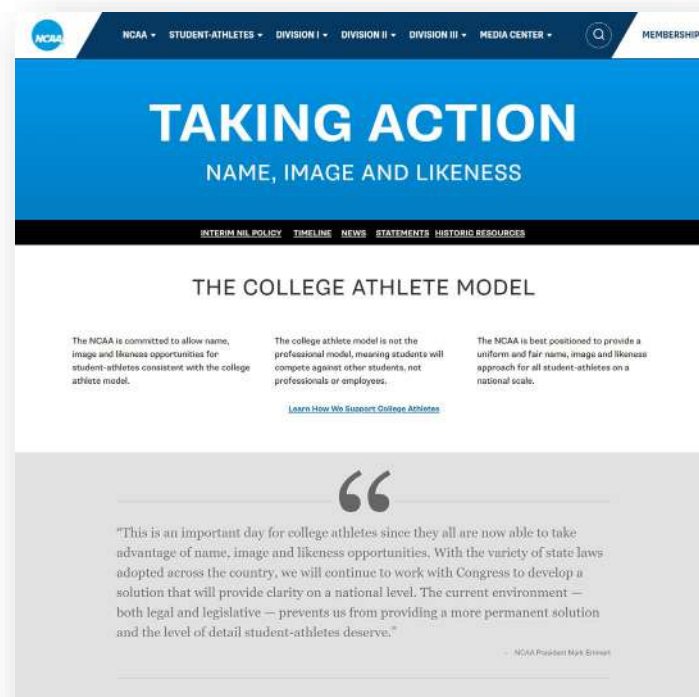 NCAA
NCAA STUDENT-ATHLETES DIVISION I DIVISION II DIVISION III MEDIA CENTER MEMBERSHIP
TAKING ACTION
NAME, IMAGE AND LIKENESS
INTERIM NIL POLICY TIMELINE NEWS STATEMENTS HISTORIC RESOURCES
THE COLLEGE ATHLETE MODEL
The NCAA is committed to allow name,
image and likeness opportunities for
student-athletes consistent with the college
athlete model.
The college athlete model is not the
professional model, meaning students will
compete against other students, not
professionals or employees.
The NCAA is best positioned to provide a
uniform and fair name, image and likeness
approach for all student-athletes on a
national scale.
Learn How We Support College Athletes
“
"This is an important day for college athletes since they all are now able to take
advantage of name, image and likeness opportunities. With the variety of state laws
adopted across the country, we will continue to work with Congress to develop a
solution that will provide clarity on a national level. The current environment —
both legal and legislative — prevents us from providing a more permanent solution
and the level of detail student-athletes deserve."
- NCAA President Mark Emmert